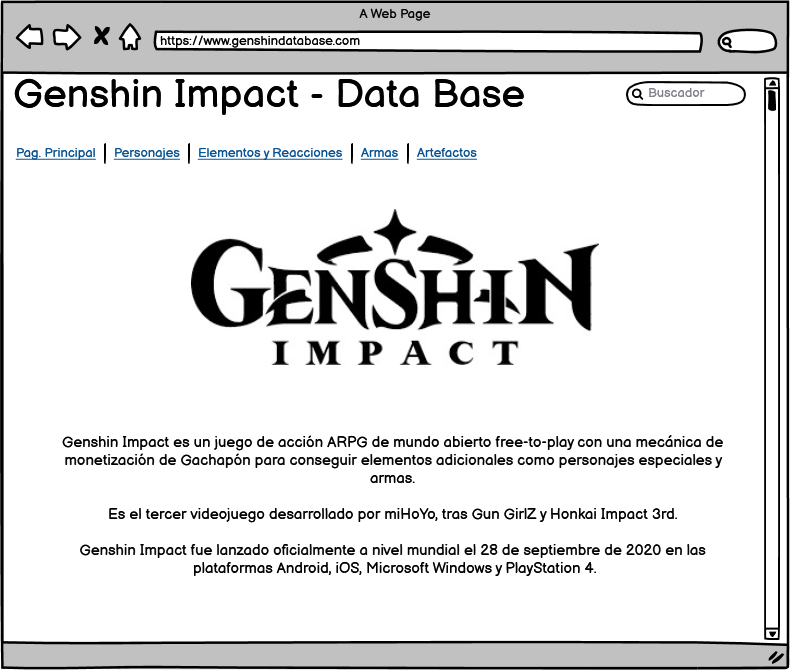 A Web Page
https://www.genshindatabase.com
Genshin Impact - Data Base
Buscador
Pag. Principal
Personajes
Elementos y Reacciones
Armas
Artefactos
GENSHIN
IMPACT
Genshin Impact es un juego de acción ARPG de mundo abierto free-to-play con una mecánica de
monetización de Gachapón para conseguir elementos adicionales como personajes especiales y
armas.
Es el tercer videojuego desarrollado por miHoYo, tras Gun GirlZ y Honkai Impact 3rd.
Genshin Impact fue lanzado oficialmente a nivel mundial el 28 de septiembre de 2020 en las
plataformas Android, iOS, Microsoft Windows y PlayStation 4.